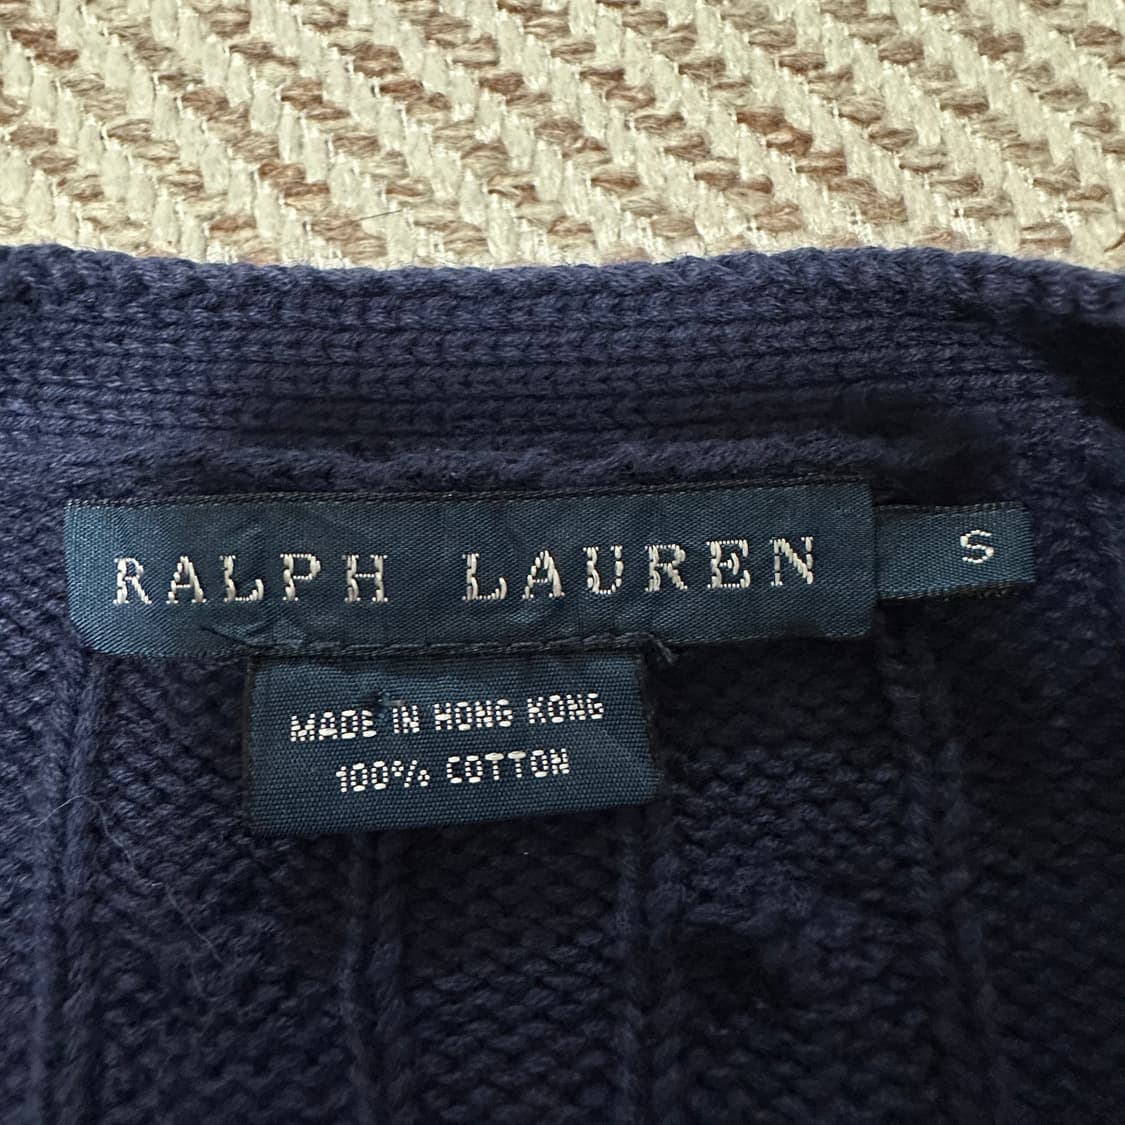 RALPH LAUREN
S
MADE IN HONG KONG
100% COTTON